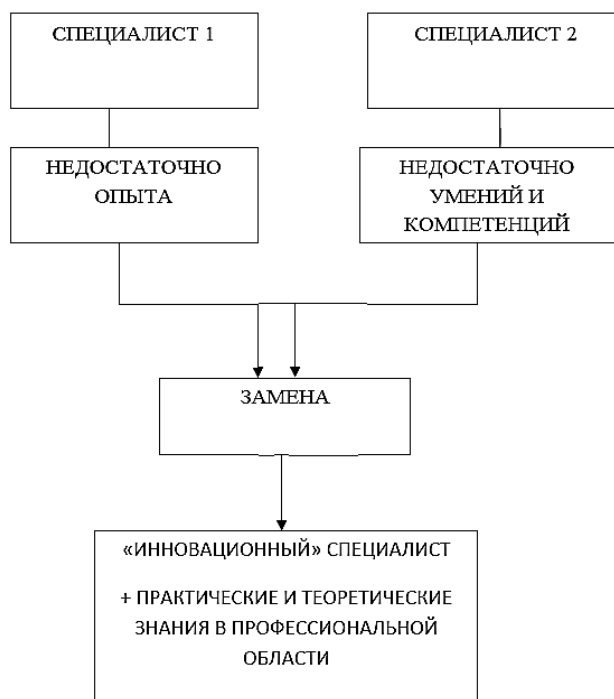 СПЕЦИАЛИСТ 1
СПЕЦИАЛИСТ 2
НЕДОСТАТОЧНО
ОПЫТА
НЕДОСТАТОЧНО
УМЕНИЙ И
КОМПЕТЕНЦИЙ
ЗАМЕНА
«ИННОВАЦИОННЫЙ» СПЕЦИАЛИСТ
+ ПРАКТИЧЕСКИЕ И ТЕОРЕТИЧЕСКИЕ
ЗНАНИЯ В ПРОФЕССИОНАЛЬНОЙ
ОБЛАСТИ